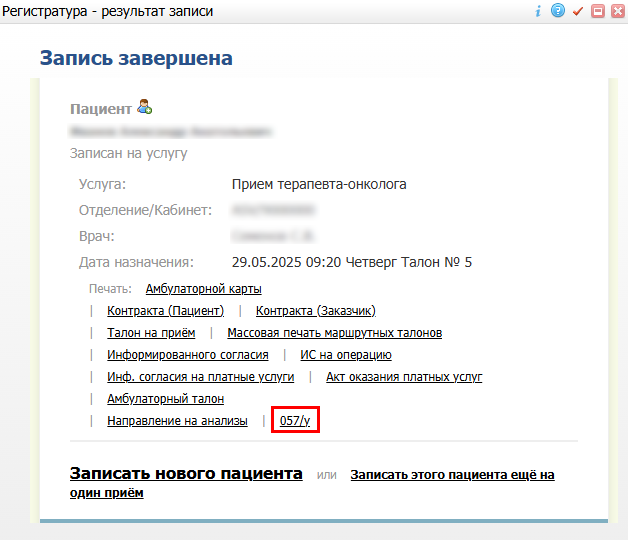 Регистратура - результат записи
Запись завершена
Пациент
Записан на услугу
Услуга: Прием терапевта-онколога
Отделение/Кабинет:
Врач:
Дата назначения: 29.05.2025 09:20 Четверг Талон № 5
Печать: Амбулаторной карты
| Контракта (Пациент) | Контракта (Заказчик)
| Талон на приём | Массовая печать маршрутных талонов
| Информированного согласия | ИС на операцию
| Инф. согласия на платные услуги | Акт оказания платных услуг
| Амбулаторный талон
| Направление на анализы | 057/у
Записать нового пациента или Записать этого пациента ещё на
один приём